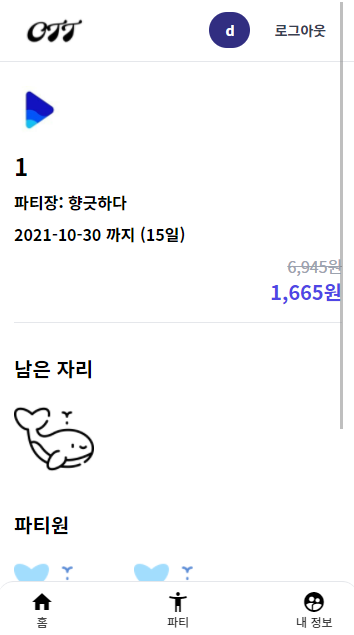 OTT
d
로그아웃
1
파티장: 향긋하다
2021-10-30 까지 (15일)
6,945원
1,665원
남은 자리
파티원
홈
파티
내 정보